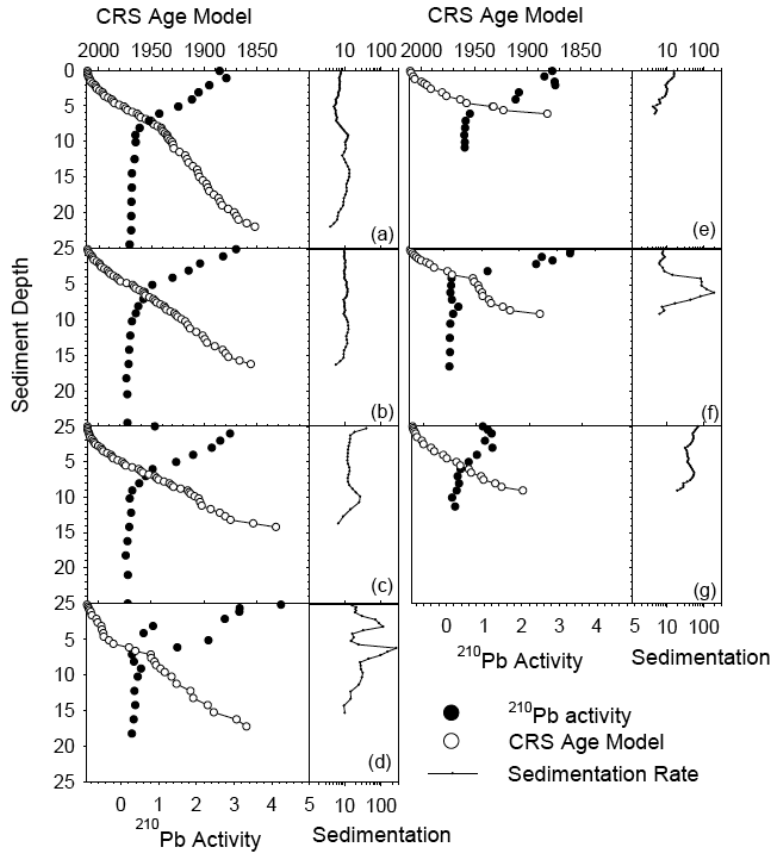 CRS Age Model
CRS Age Model
2000 1950 1900 1850 10 100
2000 1950 1900 1850 10 100
0
5
10
15
20
25
(a)
(e)
5
10
15
20
25
(b)
(f)
5
10
15
20
25
(c)
(g)
5
10
15
20
25
(d)
Sediment Depth
0 1 2 3 4 5 10 100
0 1 2 3 4 10 100
210Pb Activity
Sedimentation
210Pb Activity
Sedimentation
210Pb activity
CRS Age Model
Sedimentation Rate